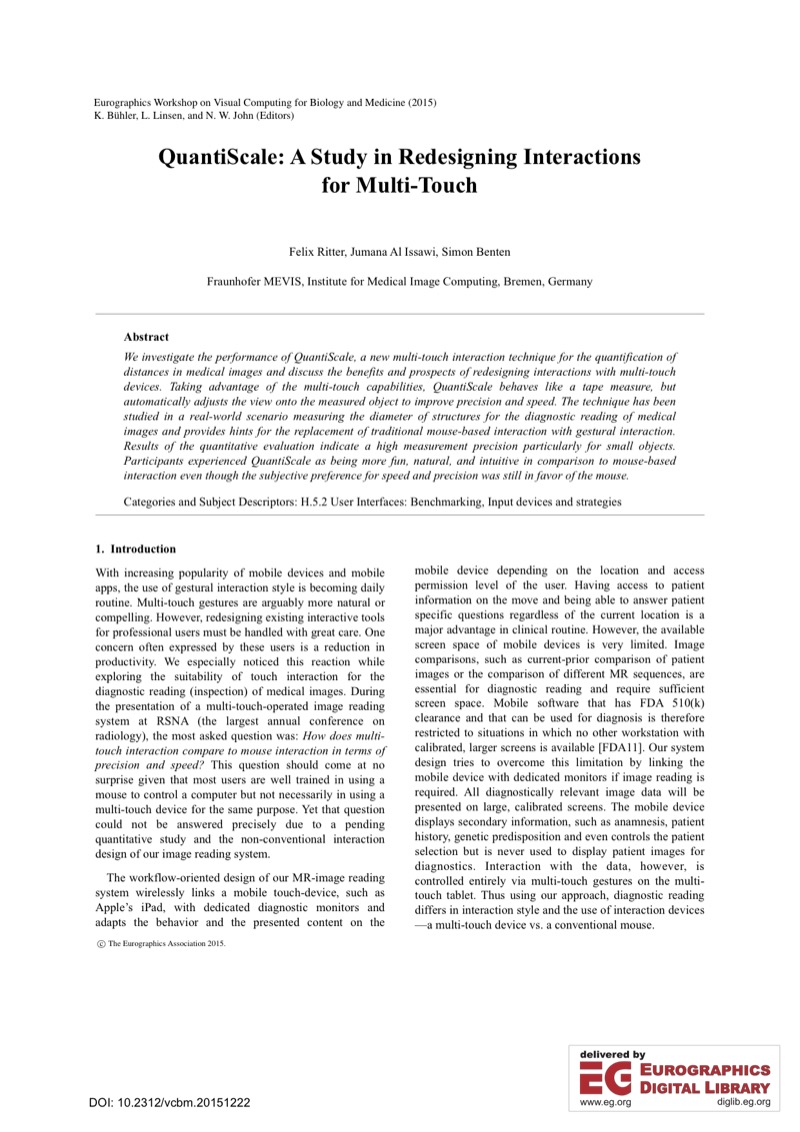 Eurographics Workshop on Visual Computing for Biology and Medicine (2015)
K. Bühler, L. Linsen, and N. W. John (Editors)
QuantiScale: A Study in Redesigning Interactions
for Multi-Touch
Felix Ritter, Jumana Al Issawi, Simon Benten
Fraunhofer MEVIS, Institute for Medical Image Computing, Bremen, Germany
Abstract
We investigate the performance of QuantiScale, a new multi-touch interaction technique for the quantification of
distances in medical images and discuss the benefits and prospects of redesigning interactions with multi-touch
devices. Taking advantage of the multi-touch capabilities, QuantiScale behaves like a tape measure, but
automatically adjusts the view onto the measured object to improve precision and speed. The technique has been
studied in a real-world scenario measuring the diameter of structures for the diagnostic reading of medical
images and provides hints for the replacement of traditional mouse-based interaction with gestural interaction.
Results of the quantitative evaluation indicate a high measurement precision particularly for small objects.
Participants experienced QuantiScale as being more fun, natural, and intuitive in comparison to mouse-based
interaction even though the subjective preference for speed and precision was still in favor of the mouse.
Categories and Subject Descriptors: H.5.2 User Interfaces: Benchmarking, Input devices and strategies
1. Introduction
With increasing popularity of mobile devices and mobile
apps, the use of gestural interaction style is becoming daily
routine. Multi-touch gestures are arguably more natural or
compelling. However, redesigning existing interactive tools
for professional users must be handled with great care. One
concern often expressed by these users is a reduction in
productivity. We especially noticed this reaction while
exploring the suitability of touch interaction for the
diagnostic reading (inspection) of medical images. During
the presentation of a multi-touch-operated image reading
system at RSNA (the largest annual conference on
radiology), the most asked question was: How does multi-
touch interaction compare to mouse interaction in terms of
precision and speed? This question should come at no
surprise given that most users are well trained in using a
mouse to control a computer but not necessarily in using a
multi-touch device for the same purpose. Yet that question
could not be answered precisely due to a pending
quantitative study and the non-conventional interaction
design of our image reading system.
The workflow-oriented design of our MR-image reading
system wirelessly links a mobile touch-device, such as
Apple's iPad, with dedicated diagnostic monitors and
adapts the behavior and the presented content on the
mobile device depending on the location and access
permission level of the user. Having access to patient
information on the move and being able to answer patient
specific questions regardless of the current location is a
major advantage in clinical routine. However, the available
screen space of mobile devices is very limited. Image
comparisons, such as current-prior comparison of patient
images or the comparison of different MR sequences, are
essential for diagnostic reading and require sufficient
screen space. Mobile software that has FDA 510(k)
clearance and that can be used for diagnosis is therefore
restricted to situations in which no other workstation with
calibrated, larger screens is available [FDA11]. Our system
design tries to overcome this limitation by linking the
mobile device with dedicated monitors if image reading is
required. All diagnostically relevant image data will be
presented on large, calibrated screens. The mobile device
displays secondary information, such as anamnesis, patient
history, genetic predisposition and even controls the patient
selection but is never used to display patient images for
diagnostics. Interaction with the data, however, is
controlled entirely via multi-touch gestures on the multi-
touch tablet. Thus using our approach, diagnostic reading
differs in interaction style and the use of interaction devices
—a multi-touch device vs. a conventional mouse.
© The Eurographics Association 2015.
DOI: 10.2312/vcbm.20151222
delivered by
EG EUROGRAPHICS
DIGITAL LIBRARY
www.eg.org diglib.eg.org